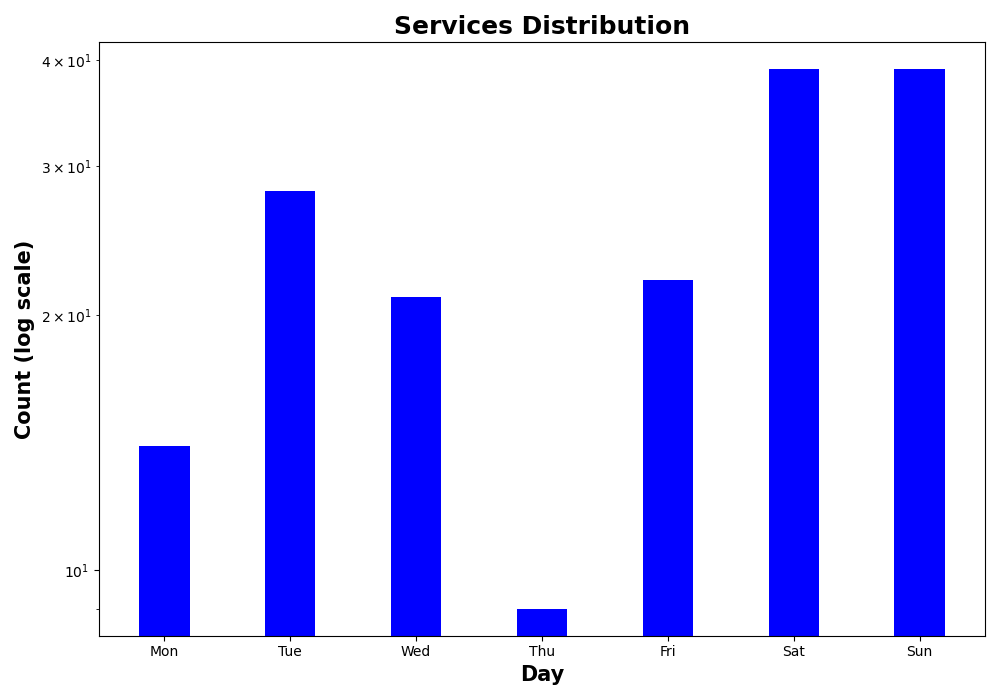 Services Distribution
4 × 10¹
3 × 10¹
2 × 10¹
10¹
Count (log scale)
Mon Tue Wed Thu Fri Sat Sun
Day